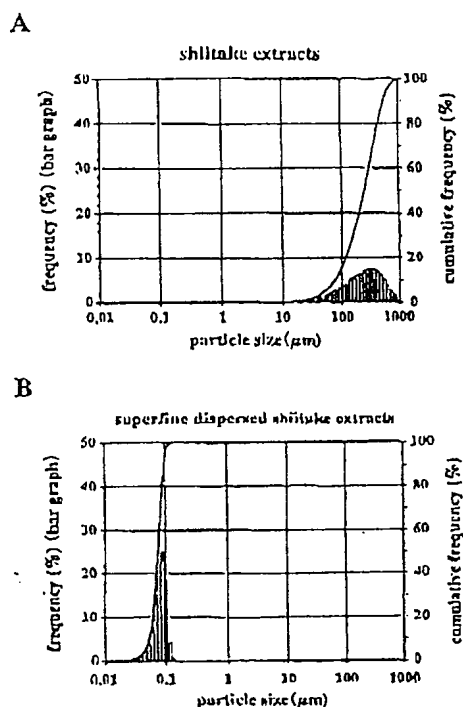 A
shiitake extracts
frequency (%) (bar graph)
50
40
30
20
10
0
100
80
60
40
20
0
cumulative frequency (%)
0.01 0.1 1 10 100 1000
particle size (µm)
B
superfine dispersed shiitake extracts
frequency (%) (bar graph)
50
40
30
20
10
0
100
80
60
40
20
0
cumulative frequency (%)
0.01 0.1 1 10 100 1000
particle size (µm)